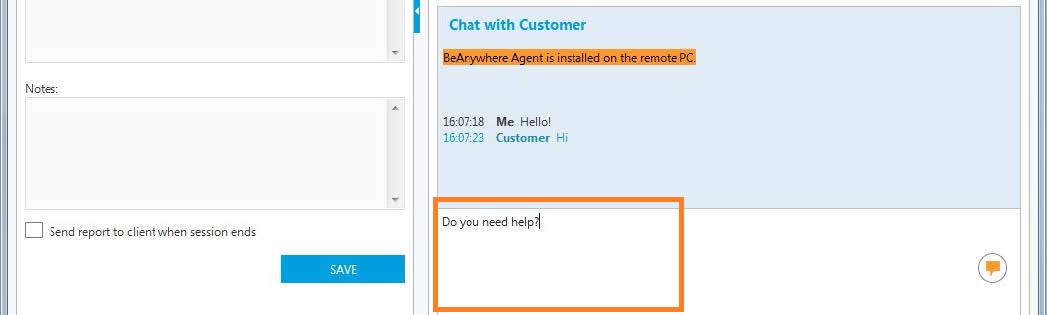 Notes:
Send report to client when session ends
SAVE
Chat with Customer
BeAnywhere Agent is installed on the remote PC.
16:07:18 Me Hello!
16:07:23 Customer Hi
Do you need help?